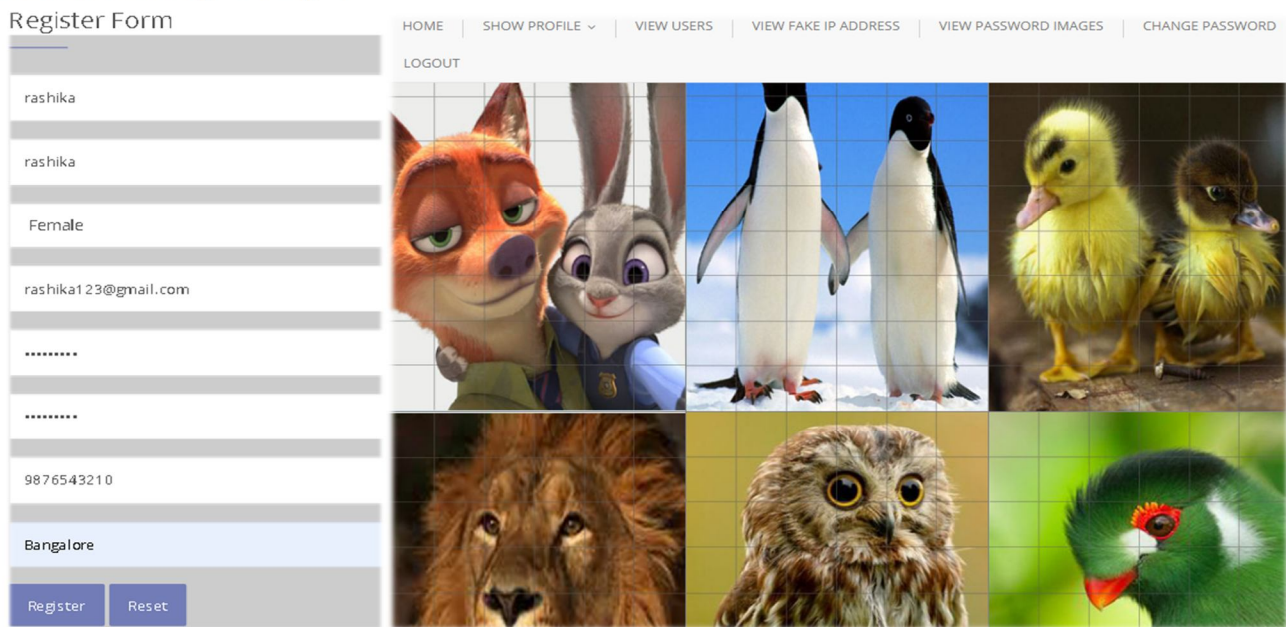 Register Form
rashika
rashika
Female
rashika123@gmail.com
•••••••••
•••••••••
9876543210
Bangalore
Register Reset
HOME SHOW PROFILE VIEW USERS VIEW FAKE IP ADDRESS VIEW PASSWORD IMAGES CHANGE PASSWORD
LOGOUT